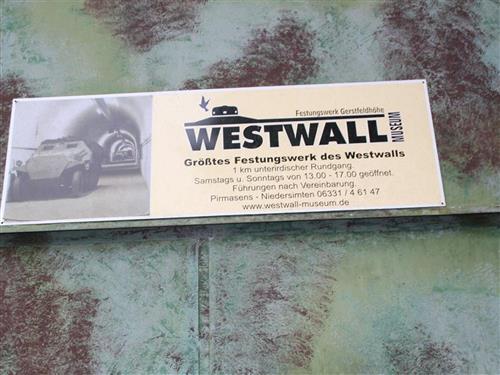 Festungswerk Gerstfeldhöhe
WESTWALL
MUSEUM
Größtes Festungswerk des Westwalls
1 km unterirdischer Rundgang.
Samstags u. Sonntags von 13.00 - 17.00 geöffnet.
Führungen nach Vereinbarung.
Pirmasens - Niedersimten 06331 / 4 61 47
www.westwall-museum.de